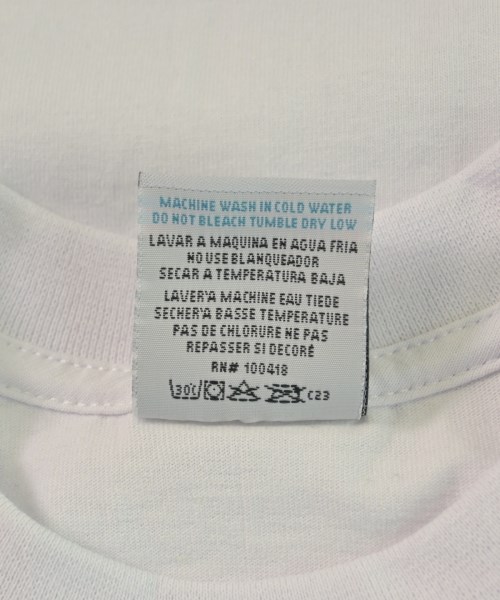 MACHINE WASH IN COLD WATER
DO NOT BLEACH TUMBLE DRY LOW
LAVAR A MAQUINA EN AGUA FRIA
NO USE BLANQUEADOR
SECAR A TEMPERATURA BAJA
LAVER'A MACHINE EAU TIEDE
SECHER'A BASSE TEMPERATURE
PAS DE CHLORURE NE PAS
REPASSER SI DECORÉ
RN# 100418
30°C C23